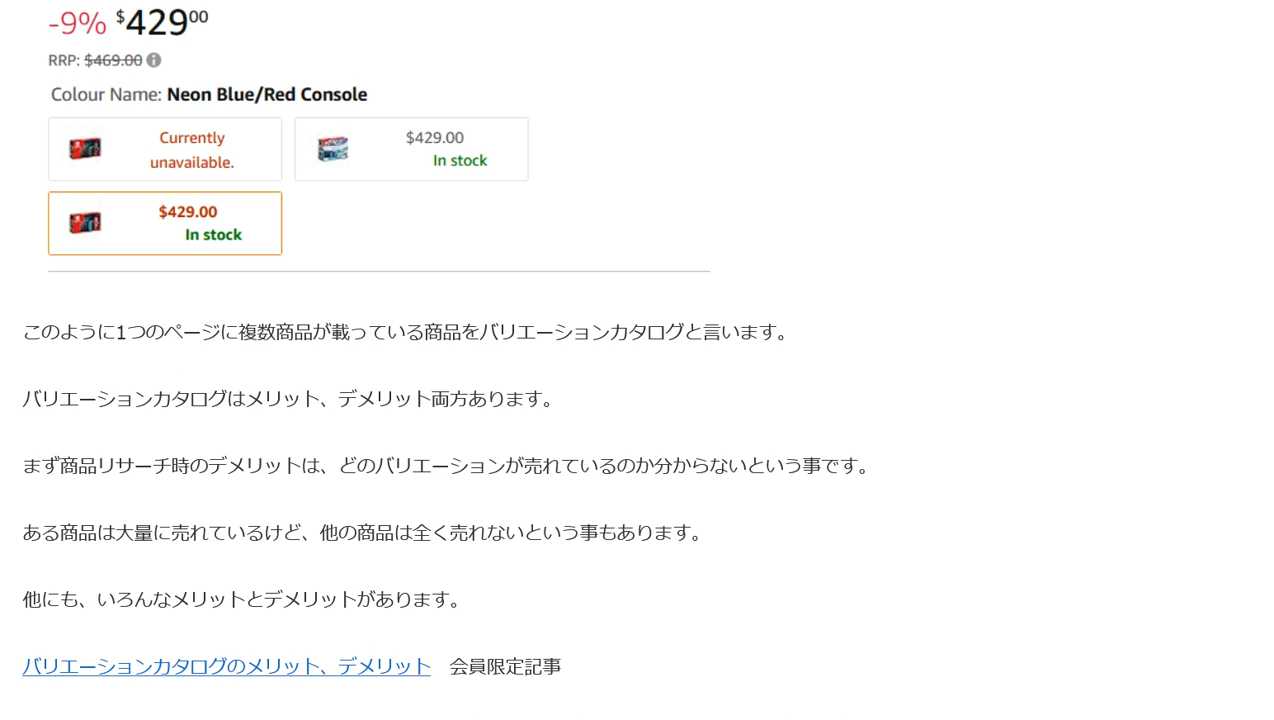 -9% $429.00
RRP: $469.00
Colour Name: Neon Blue/Red Console
Currently unavailable.
$429.00
In stock
$429.00
In stock
このように1つのページに複数商品が載っている商品をバリエーションカタログと言います。
バリエーションカタログはメリット、デメリット両方あります。
まず商品リサーチ時のデメリットは、どのバリエーションが売れているのか分からないという事です。
ある商品は大量に売れているけど、他の商品は全く売れないという事もあります。
他にも、いろんなメリットとデメリットがあります。
バリエーションカタログのメリット、デメリット　会員限定記事